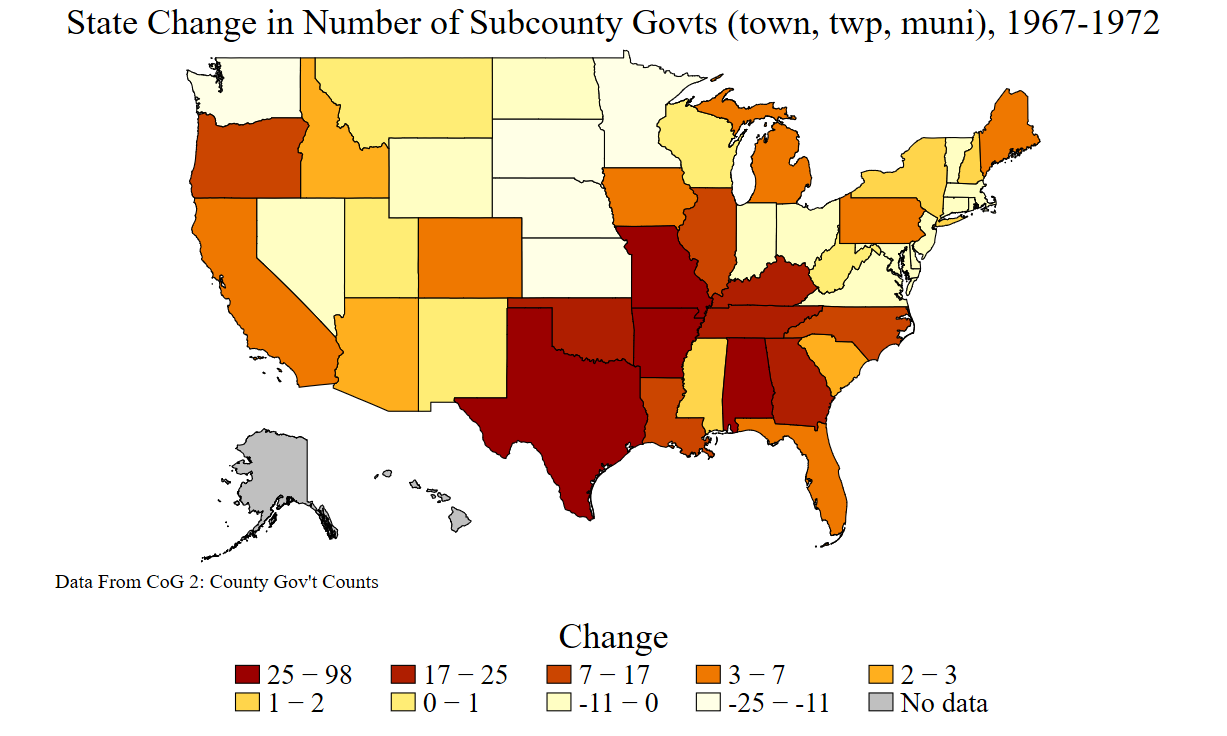 State Change in Number of Subcounty Govts (town, twp, muni), 1967-1972
Data From CoG 2: County Gov't Counts
Change
25 − 98 17 − 25 7 − 17 3 − 7 2 − 3
1 − 2 0 − 1 -11 − 0 -25 − -11 No data